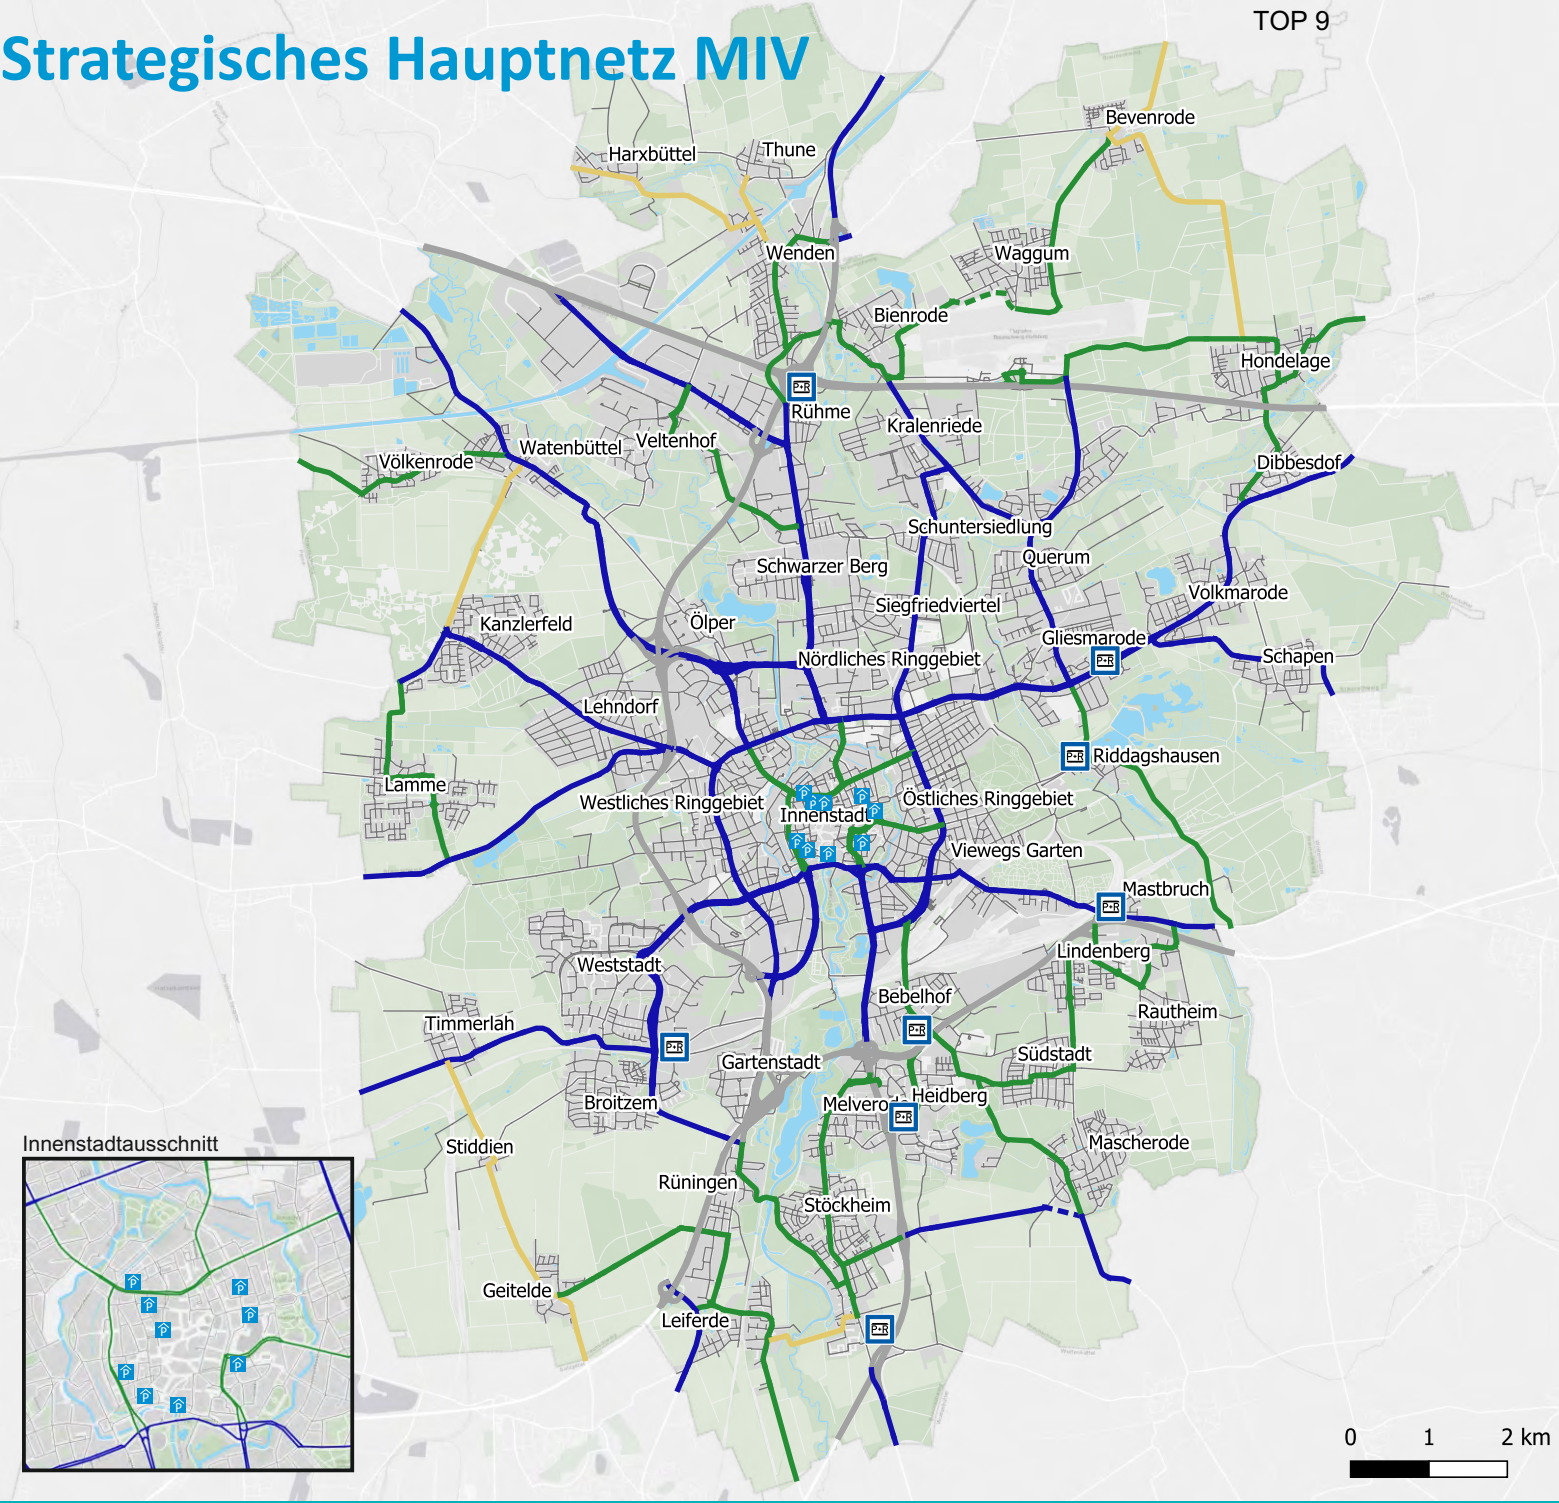 TOP 9
Strategisches Hauptnetz MIV
Bevenrode
Harxbüttel
Thune
Wenden
Waggum
Bienrode
Hondelage
P+R
Rühme
Kralenriede
Veltenhof
Watenbüttel
Völkenrode
Dibbesdorf
Schuntersiedlung
Querum
Schwarzer Berg
Volkmarode
Siegfriedviertel
Kanzlerfeld
Ölper
Gliesmarode
P+R
Nördliches Ringgebiet
Schapen
Lehndorf
P+R
Riddagshausen
Lamme
Westliches Ringgebiet
Östliches Ringgebiet
Innenstadt
Viewegs Garten
Mastbruch
P+R
Lindenberg
Weststadt
Bebelhof
Rautheim
Timmerlah
P+R
P+R
Südstadt
Gartenstadt
Heidberg
Broitzem
P+R
Mascherode
Innenstadtausschnitt
Stiddien
Rüningen
Stöckheim
Geitelde
Leiferde
P+R
0 1 2 km